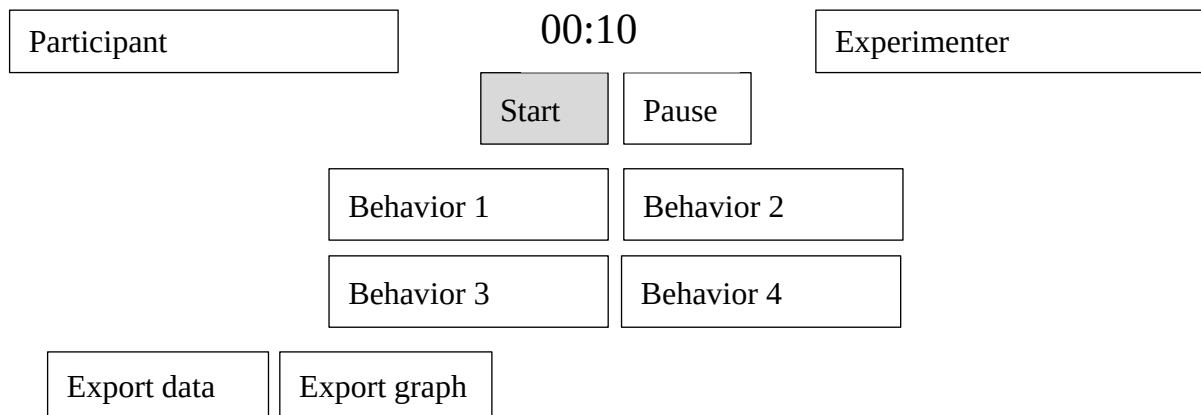 Participant
00:10
Experimenter
Start
Pause
Behavior 1
Behavior 2
Behavior 3
Behavior 4
Export data
Export graph